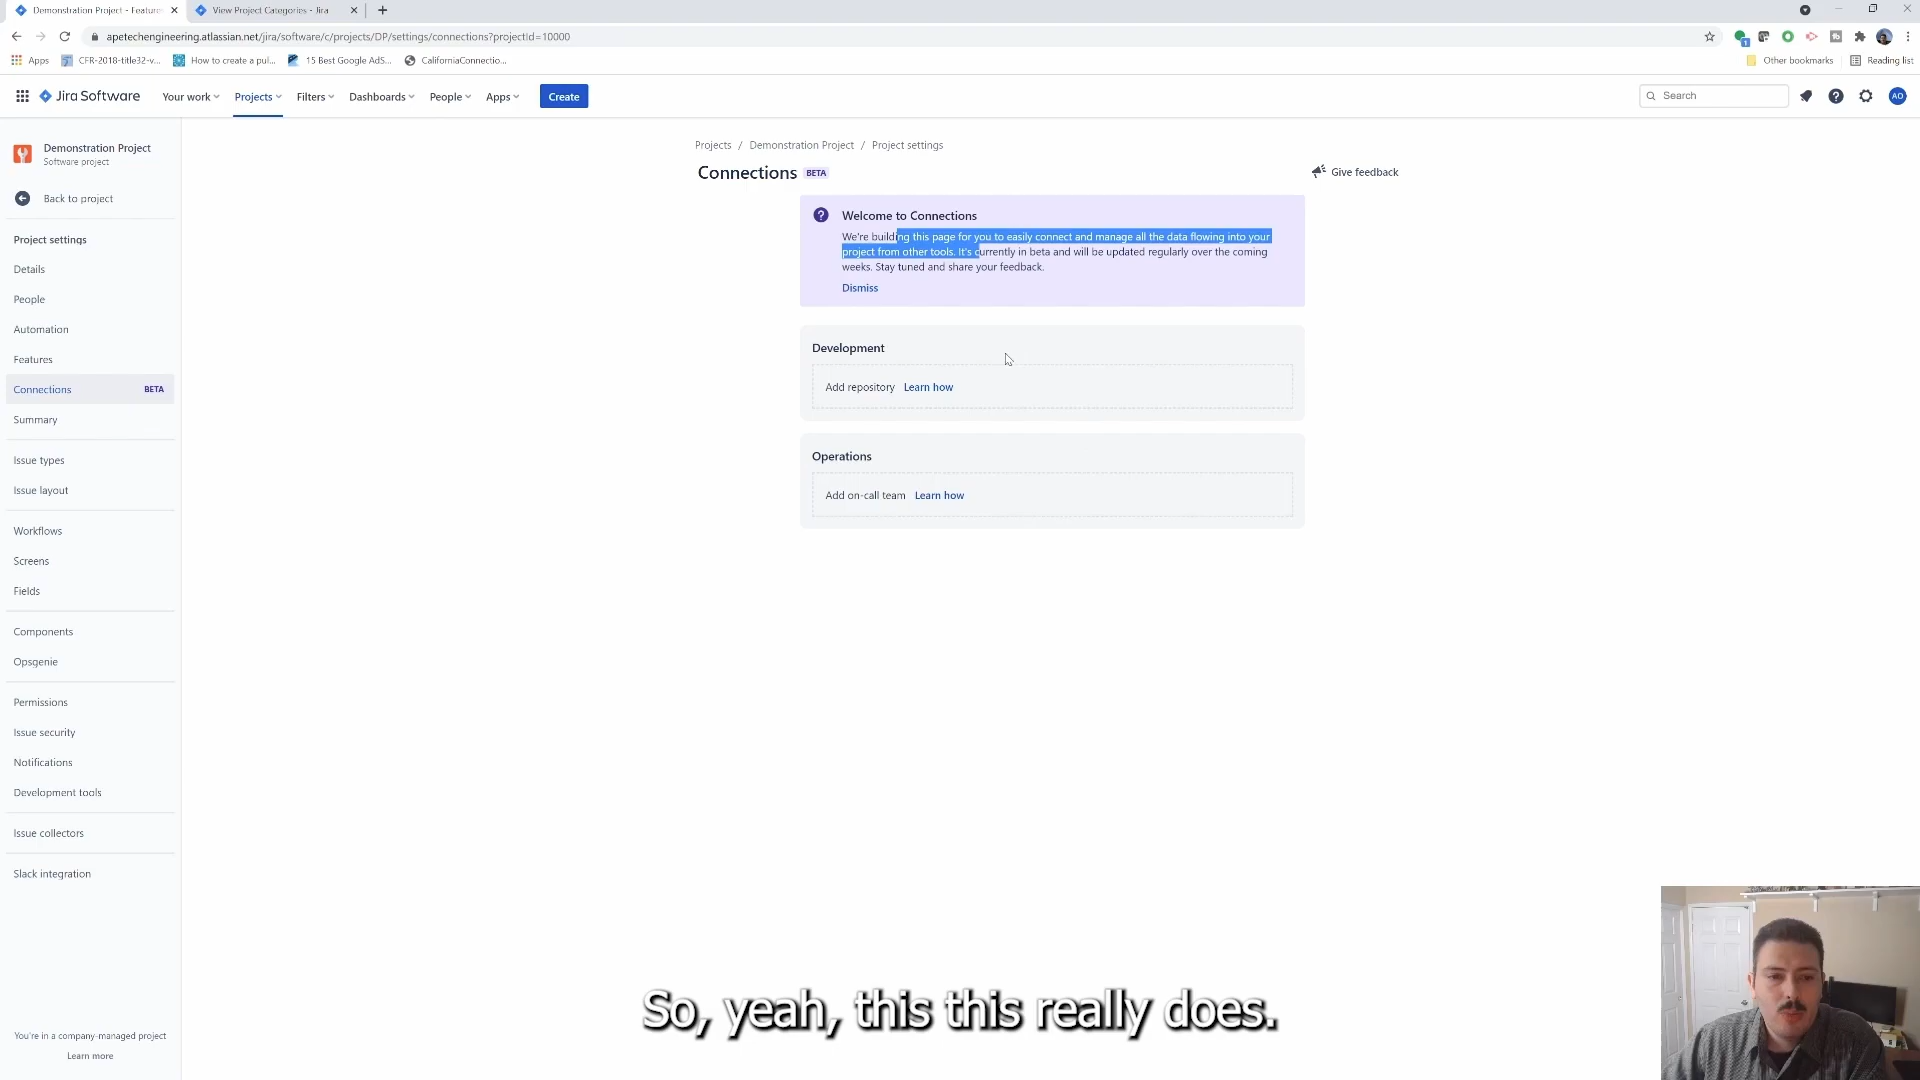 Demonstration Project - Feature
View Project Categories - Jira
apetechengineering.atlassian.net/jira/software/c/projects/DP/settings/connections?projectId=10000
Apps
CFR-2018-title32-v...
How to create a pul...
15 Best Google AdS...
CaliforniaConnectio...
Other bookmarks
Reading list
Jira Software
Your work
Projects
Filters
Dashboards
People
Apps
Create
Search
AO
Demonstration Project
Software project
Back to project
Project settings
Details
People
Automation
Features
Connections BETA
Summary
Issue types
Issue layout
Workflows
Screens
Fields
Components
Opsgenie
Permissions
Issue security
Notifications
Development tools
Issue collectors
Slack integration
You're in a company-managed project
Learn more
Projects / Demonstration Project / Project settings
Connections BETA
Give feedback
Welcome to Connections
We're building this page for you to easily connect and manage all the data flowing into your
project from other tools. It's currently in beta and will be updated regularly over the coming
weeks. Stay tuned and share your feedback.
Dismiss
Development
Add repository Learn how
Operations
Add on-call team Learn how
So, yeah, this this really does.